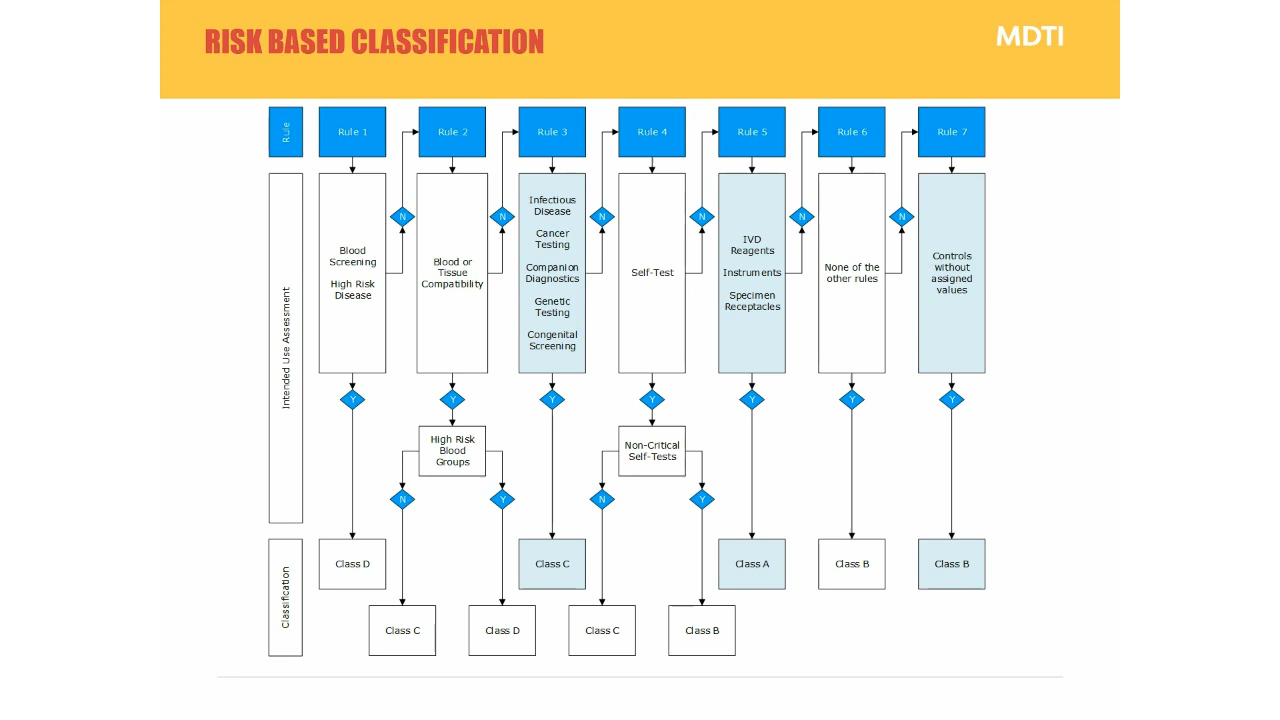 RISK BASED CLASSIFICATION
MDTI
Rule
Rule 1
Rule 2
Rule 3
Rule 4
Rule 5
Rule 6
Rule 7
Intended Use Assessment
Blood
Screening
High Risk
Disease
N
Blood or
Tissue
Compatibility
N
Infectious
Disease
Cancer
Testing
Companion
Diagnostics
Genetic
Testing
Congenital
Screening
N
Self-Test
N
IVD
Reagents
Instruments
Specimen
Receptacles
N
None of the
other rules
N
Controls
without
assigned
values
Y
Y
Y
Y
Y
Y
Y
High Risk
Blood
Groups
Non-Critical
Self-Tests
N
Y
N
Y
Classification
Class D
Class C
Class A
Class B
Class B
Class C
Class D
Class C
Class B